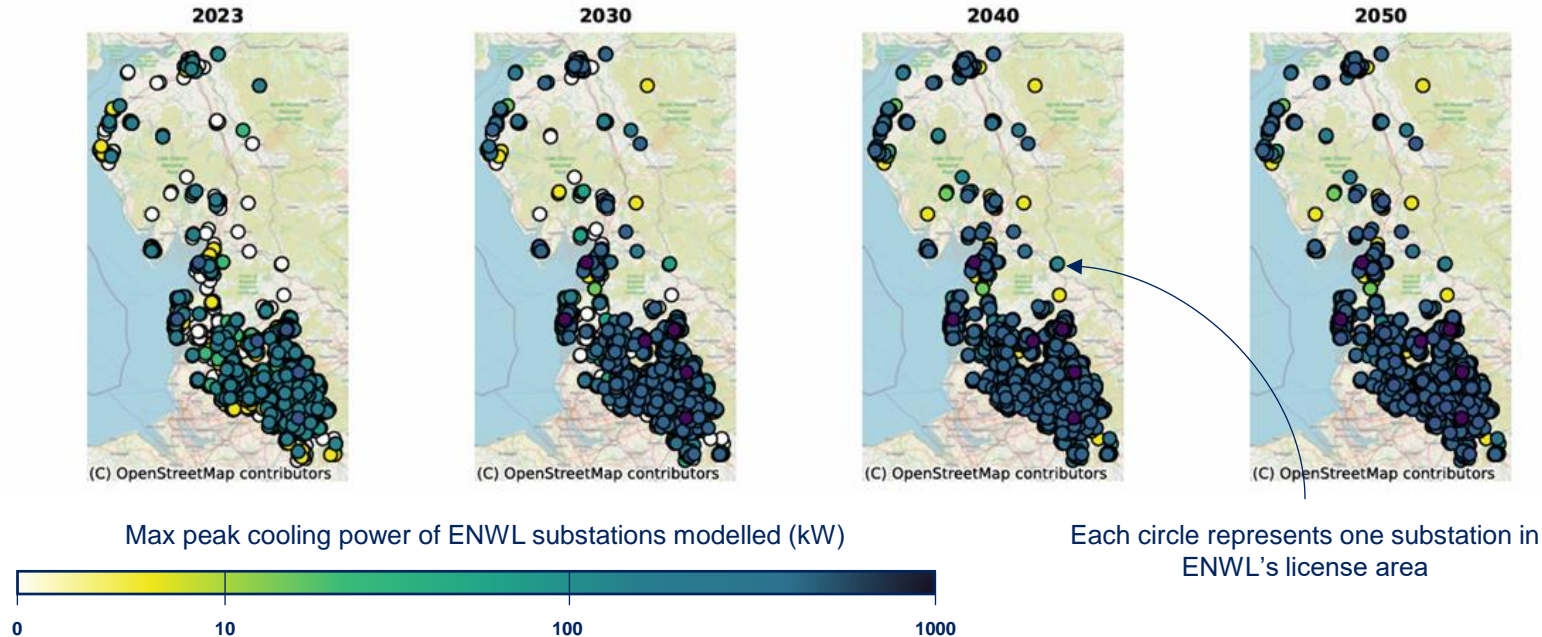 2023
2030
2040
2050
(C) OpenStreetMap contributors
(C) OpenStreetMap contributors
(C) OpenStreetMap contributors
(C) OpenStreetMap contributors
Max peak cooling power of ENWL substations modelled (kW)
Each circle represents one substation in
ENWL's license area
0
10
100
1000